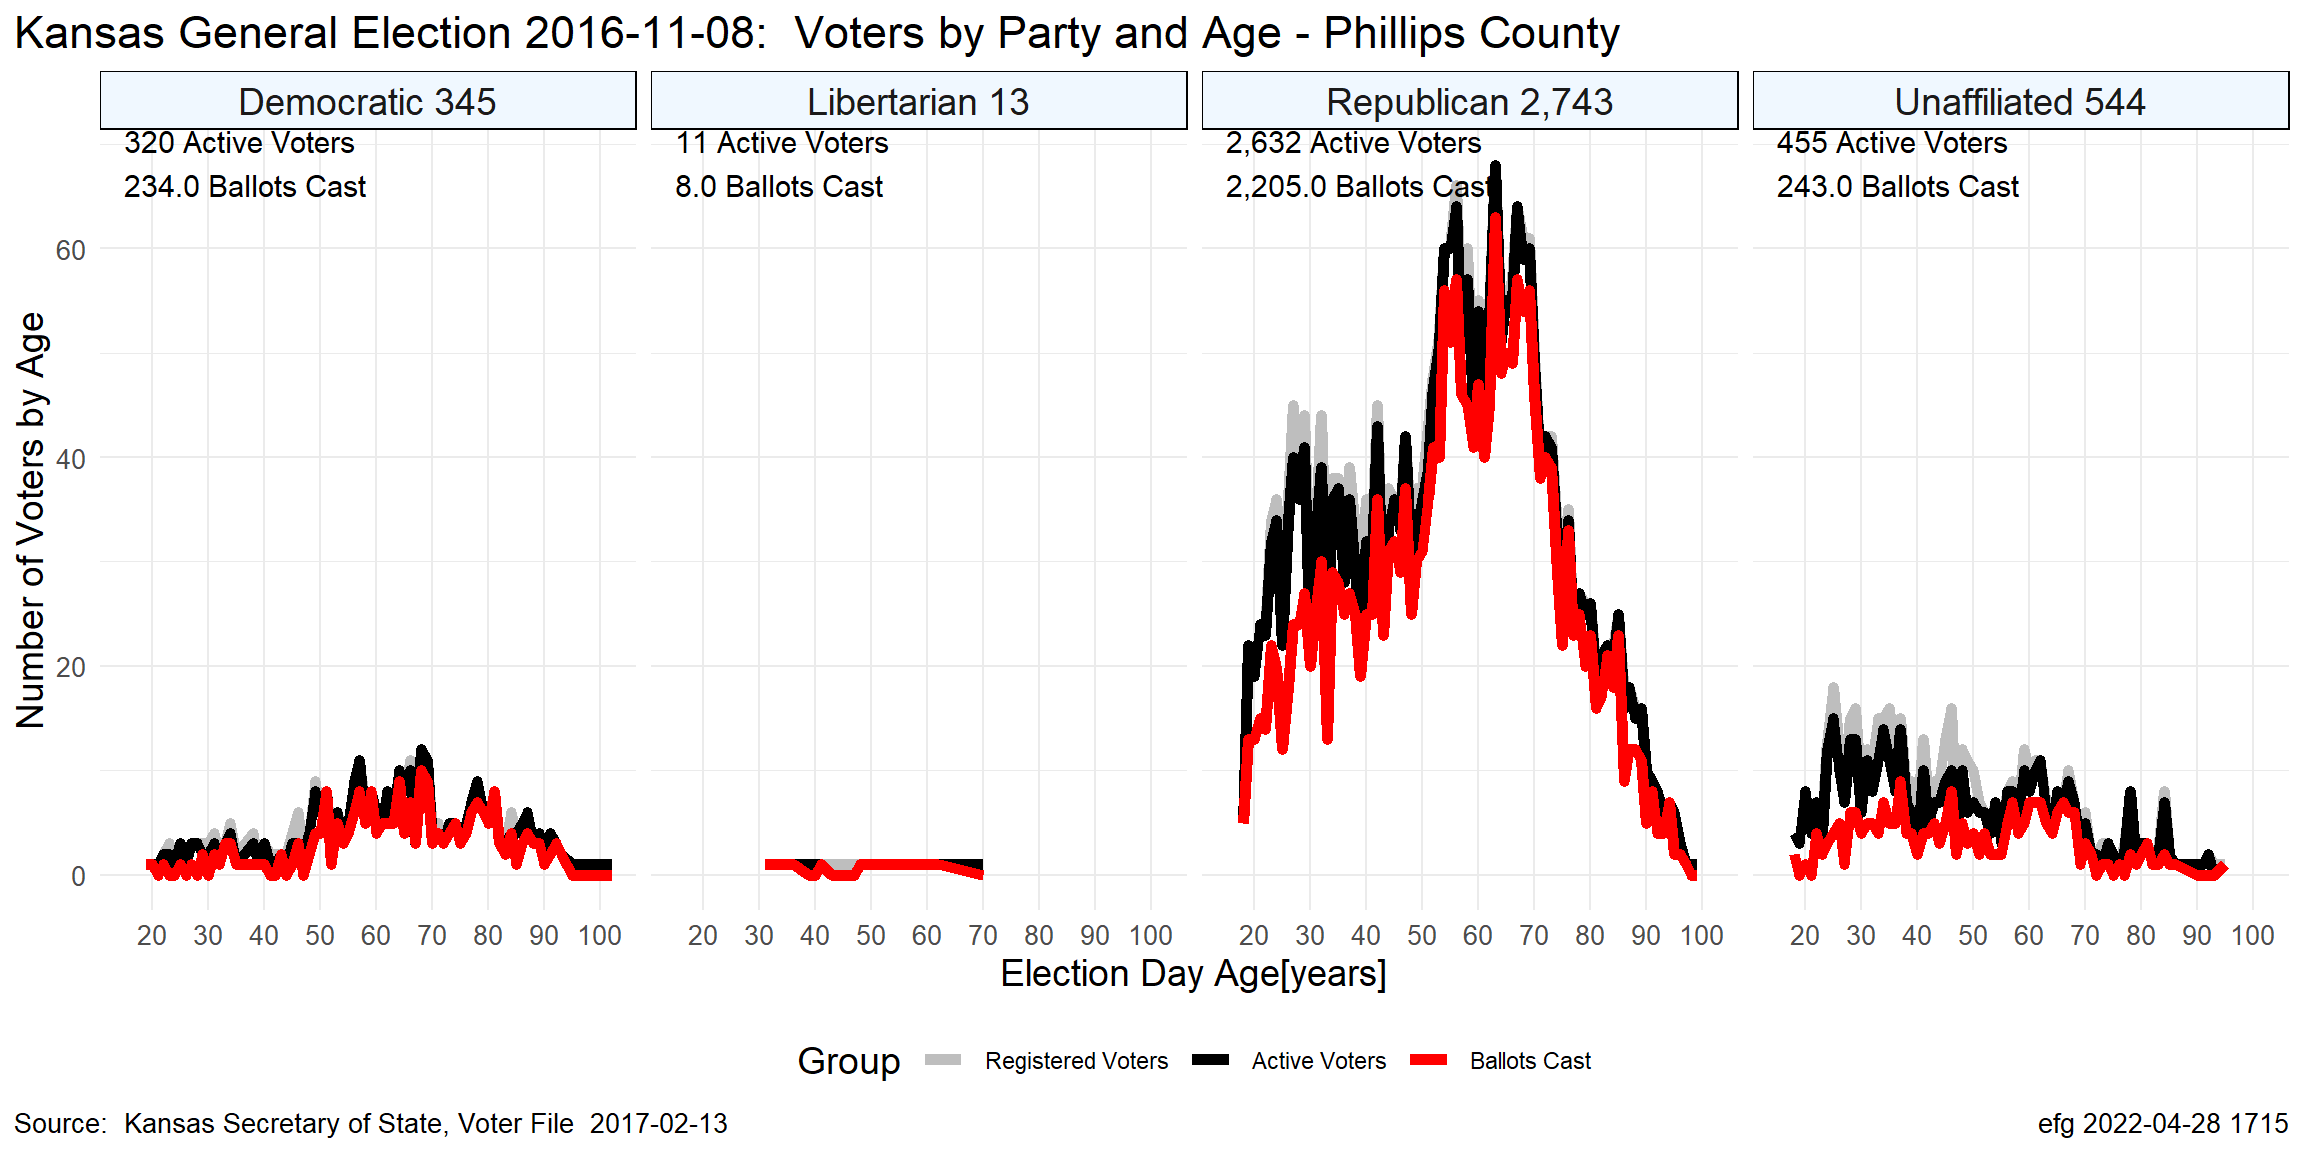 Kansas General Election 2016-11-08:  Voters by Party and Age - Phillips County
Democratic 345
Libertarian 13
Republican 2,743
Unaffiliated 544
320 Active Voters
234.0 Ballots Cast
11 Active Voters
8.0 Ballots Cast
2,632 Active Voters
2,205.0 Ballots Cast
455 Active Voters
243.0 Ballots Cast
Number of Voters by Age
60
40
20
0
20 30 40 50 60 70 80 90 100
20 30 40 50 60 70 80 90 100
20 30 40 50 60 70 80 90 100
20 30 40 50 60 70 80 90 100
Election Day Age[years]
Group Registered Voters Active Voters Ballots Cast
Source:  Kansas Secretary of State, Voter File  2017-02-13
efg 2022-04-28 1715